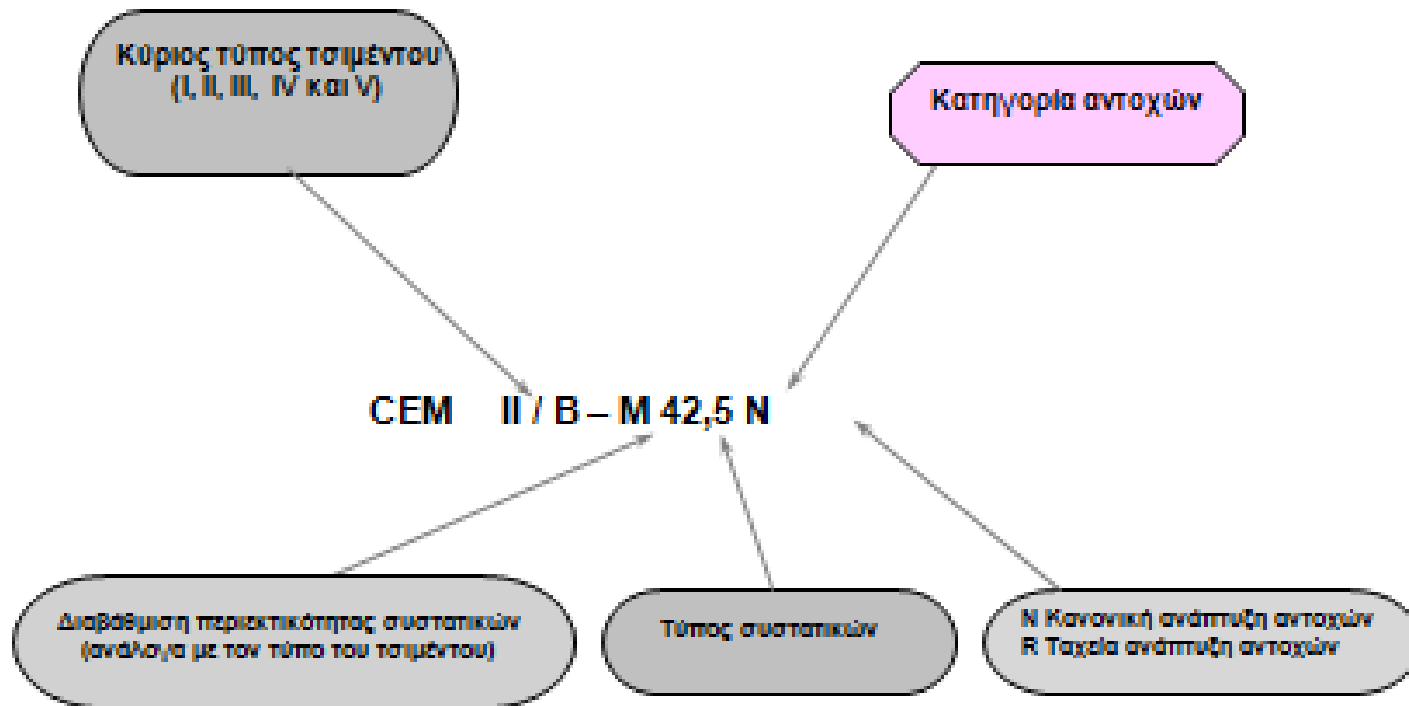 Κύριος τύπος τσιμέντου
(I, II, III, IV και V)
Κατηγορία αντοχών
CEM II / B – M 42,5 N
Διαβάθμιση περιεκτικότητας συστατικών
(ανάλογα με τον τύπο του τσιμέντου)
Τύπος συστατικών
N Κανονική ανάπτυξη αντοχών
R Ταχεία ανάπτυξη αντοχών